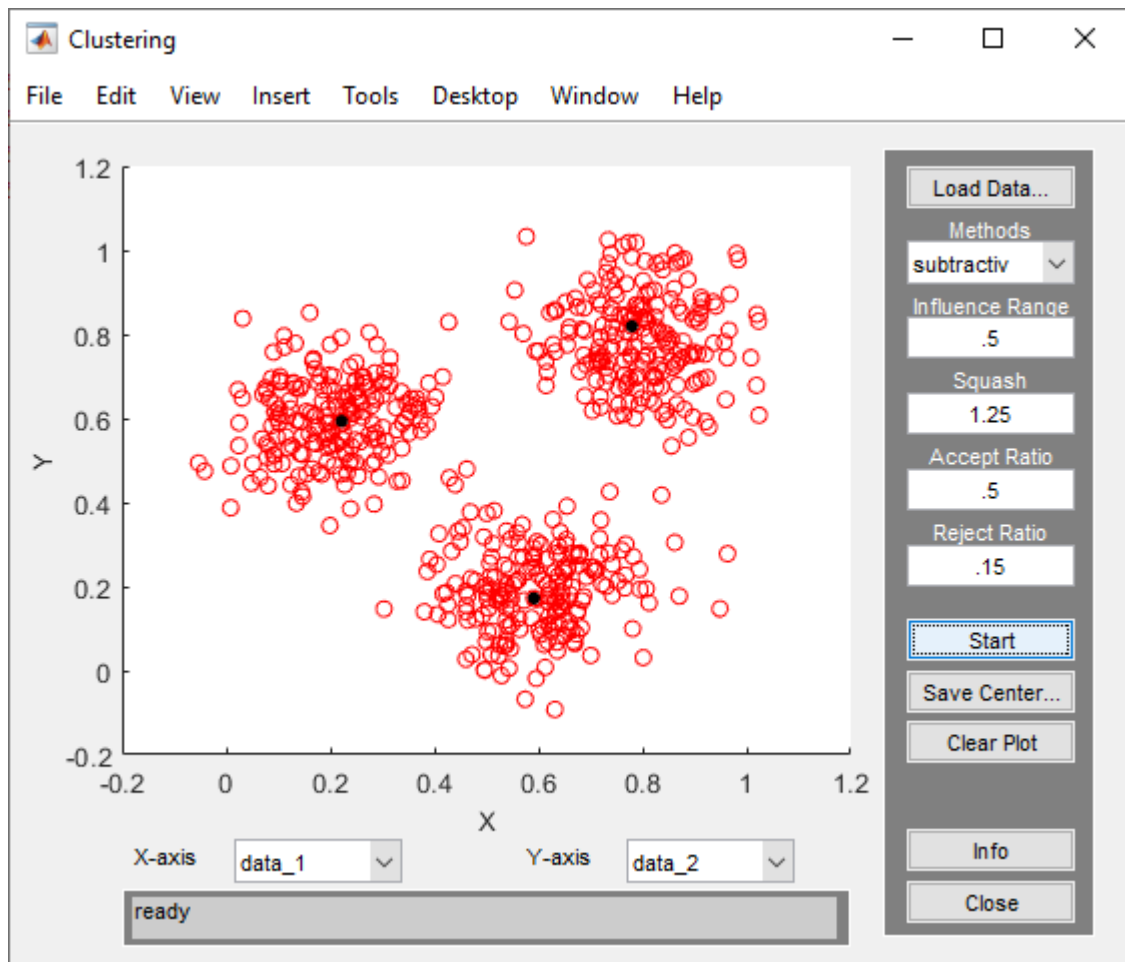 Clustering
File Edit View Insert Tools Desktop Window Help
1.2
1
0.8
0.6
0.4
0.2
0
-0.2
Y
-0.2 0 0.2 0.4 0.6 0.8 1 1.2
X
X-axis data_1 Y-axis data_2
ready
Load Data...
Methods
subtractiv
Influence Range
.5
Squash
1.25
Accept Ratio
.5
Reject Ratio
.15
Start
Save Center...
Clear Plot
Info
Close